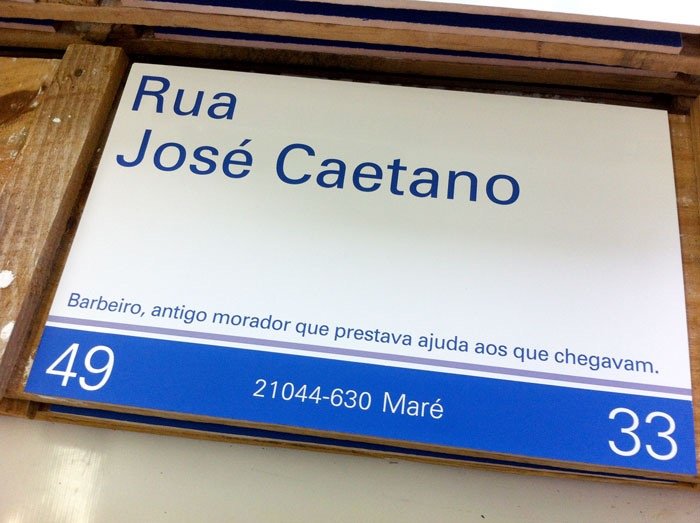 Rua
José Caetano
Barbeiro, antigo morador que prestava ajuda aos que chegavam.
49 21044-630 Maré 33